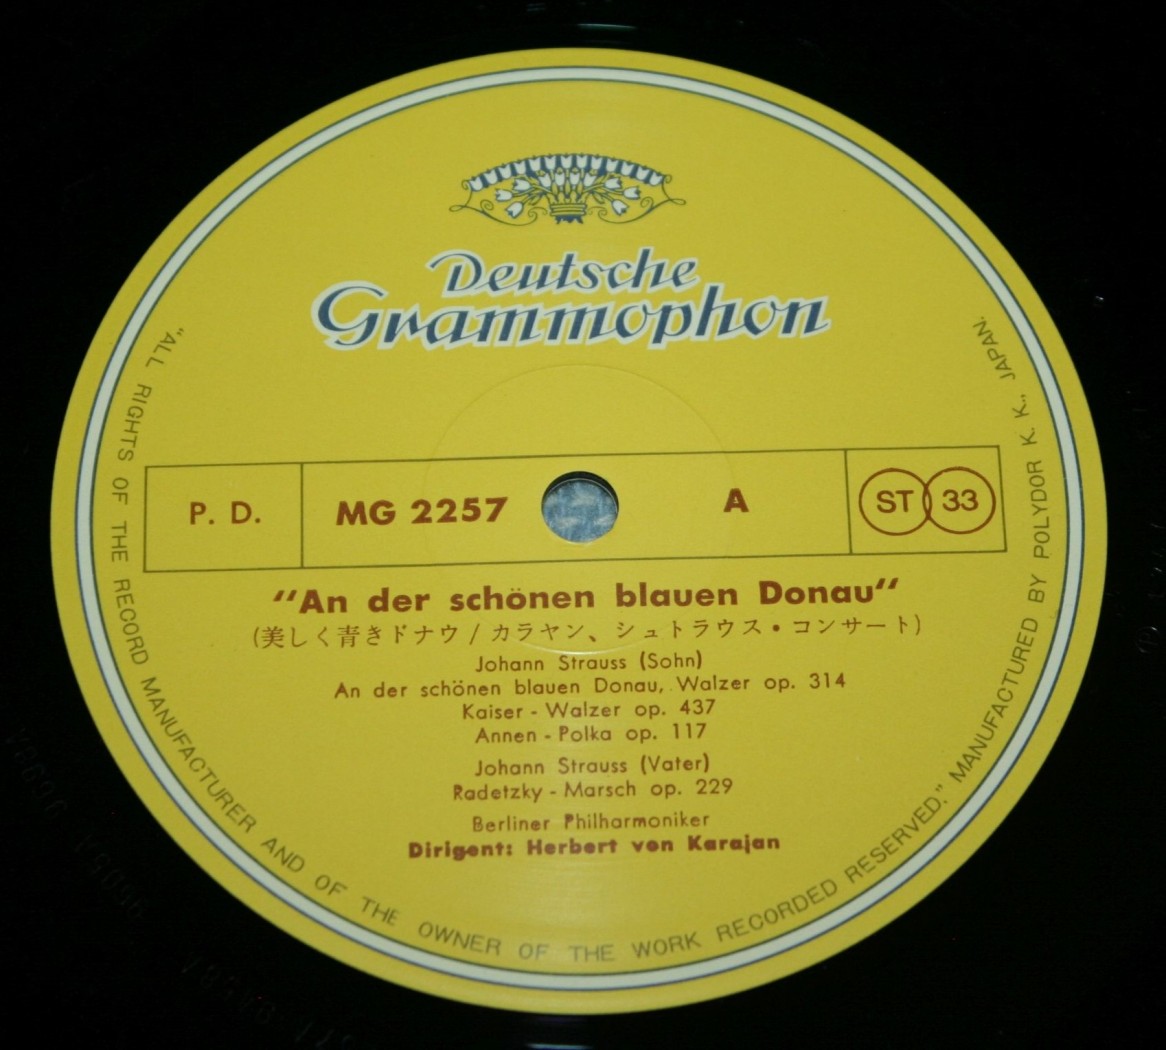 Deutsche
Grammophon
P. D.
MG 2257
A
ST 33
“An der schönen blauen Donau“
(美しく青きドナウ / カラヤン、シュトラウス・コンサート)
Johann Strauss (Sohn)
An der schönen blauen Donau, Walzer op. 314
Kaiser - Walzer op. 437
Annen - Polka op. 117
Johann Strauss (Vater)
Radetzky - Marsch op. 229
Berliner Philharmoniker
Dirigent: Herbert von Karajan
“ALL RIGHTS OF THE RECORD MANUFACTURER AND OF THE OWNER OF THE WORK RECORDED RESERVED.” MANUFACTURED BY POLYDOR K. K., JAPAN.